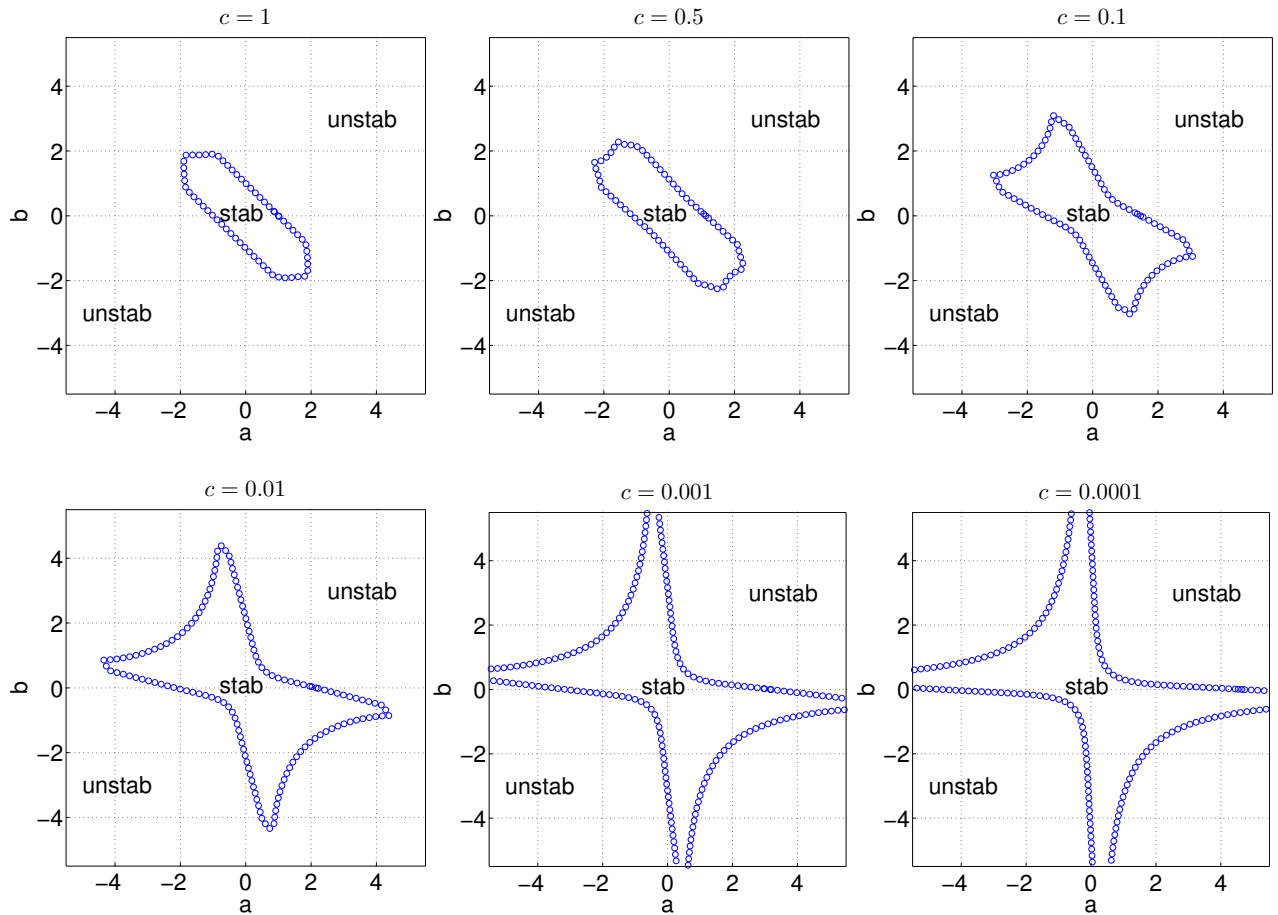 c = 1
unstab
stab
unstab
4
2
0
−2
−4
b
−4 −2 0 2 4
a
c = 0.5
unstab
stab
unstab
4
2
0
−2
−4
b
−4 −2 0 2 4
a
c = 0.1
unstab
stab
unstab
4
2
0
−2
−4
b
−4 −2 0 2 4
a
c = 0.01
unstab
stab
unstab
4
2
0
−2
−4
b
−4 −2 0 2 4
a
c = 0.001
unstab
stab
unstab
4
2
0
−2
−4
b
−4 −2 0 2 4
a
c = 0.0001
unstab
stab
unstab
4
2
0
−2
−4
b
−4 −2 0 2 4
a